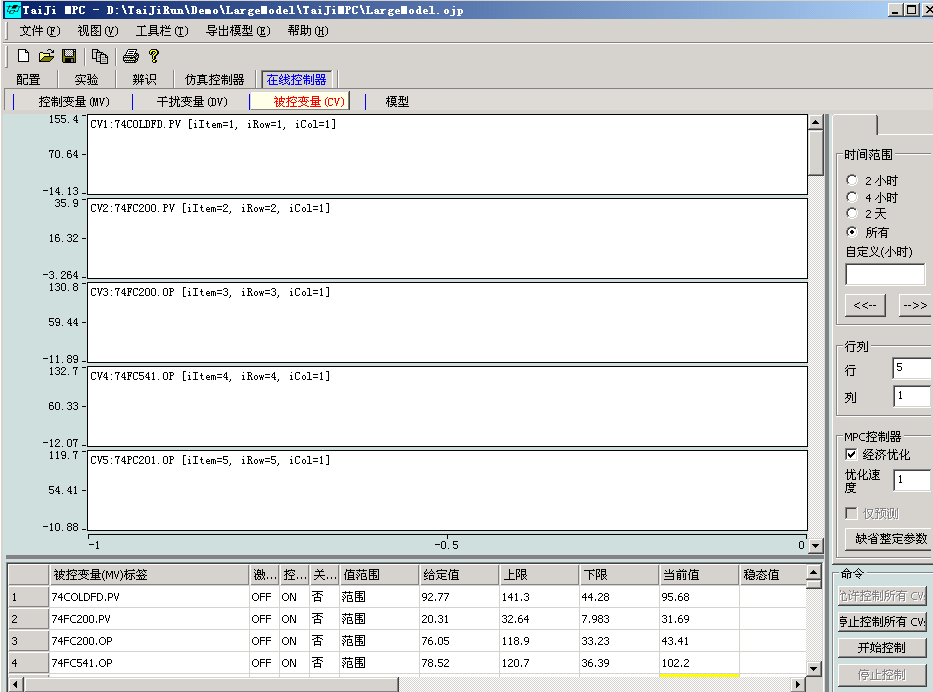 TaiJi MPC - D:\TaiJiRun\Demo\LargeModel\TaiJiMPC\LargeModel.ojp
文件(F) 视图(V) 工具栏(T) 导出模型(E) 帮助(H)
配置 实验 辨识 仿真控制器 在线控制器
控制变量(MV) 干扰变量(DV) 被控变量(CV) 模型
155.4
CV1:74COLDFD.PV [iItem=1, iRow=1, iCol=1]
70.64
-14.13
35.9
CV2:74FC200.PV [iItem=2, iRow=2, iCol=1]
16.32
-3.264
130.8
CV3:74FC200.OP [iItem=3, iRow=3, iCol=1]
59.44
-11.89
132.7
CV4:74FC541.OP [iItem=4, iRow=4, iCol=1]
60.33
-12.07
119.7
CV5:74PC201.OP [iItem=5, iRow=5, iCol=1]
54.41
-10.88
-1 -0.5 0
时间范围
2 小时
4 小时
2 天
所有
自定义(小时)
<<-- -->>
行列
行 5
列 1
MPC控制器
经济优化
优化速度 1
仅预测
缺省整定参数
被控变量(MV)标签 激... 控... 关... 值范围 给定值 上限 下限 当前值 稳态值
1 74COLDFD.PV OFF ON 否 范围 92.77 141.3 44.28 95.68
2 74FC200.PV OFF ON 否 范围 20.31 32.64 7.983 31.69
3 74FC200.OP OFF ON 否 范围 76.05 118.9 33.23 43.41
4 74FC541.OP OFF ON 否 范围 78.52 120.7 36.39 102.2
命令
允许控制所有 CVs
停止控制所有 CVs
开始控制
停止控制